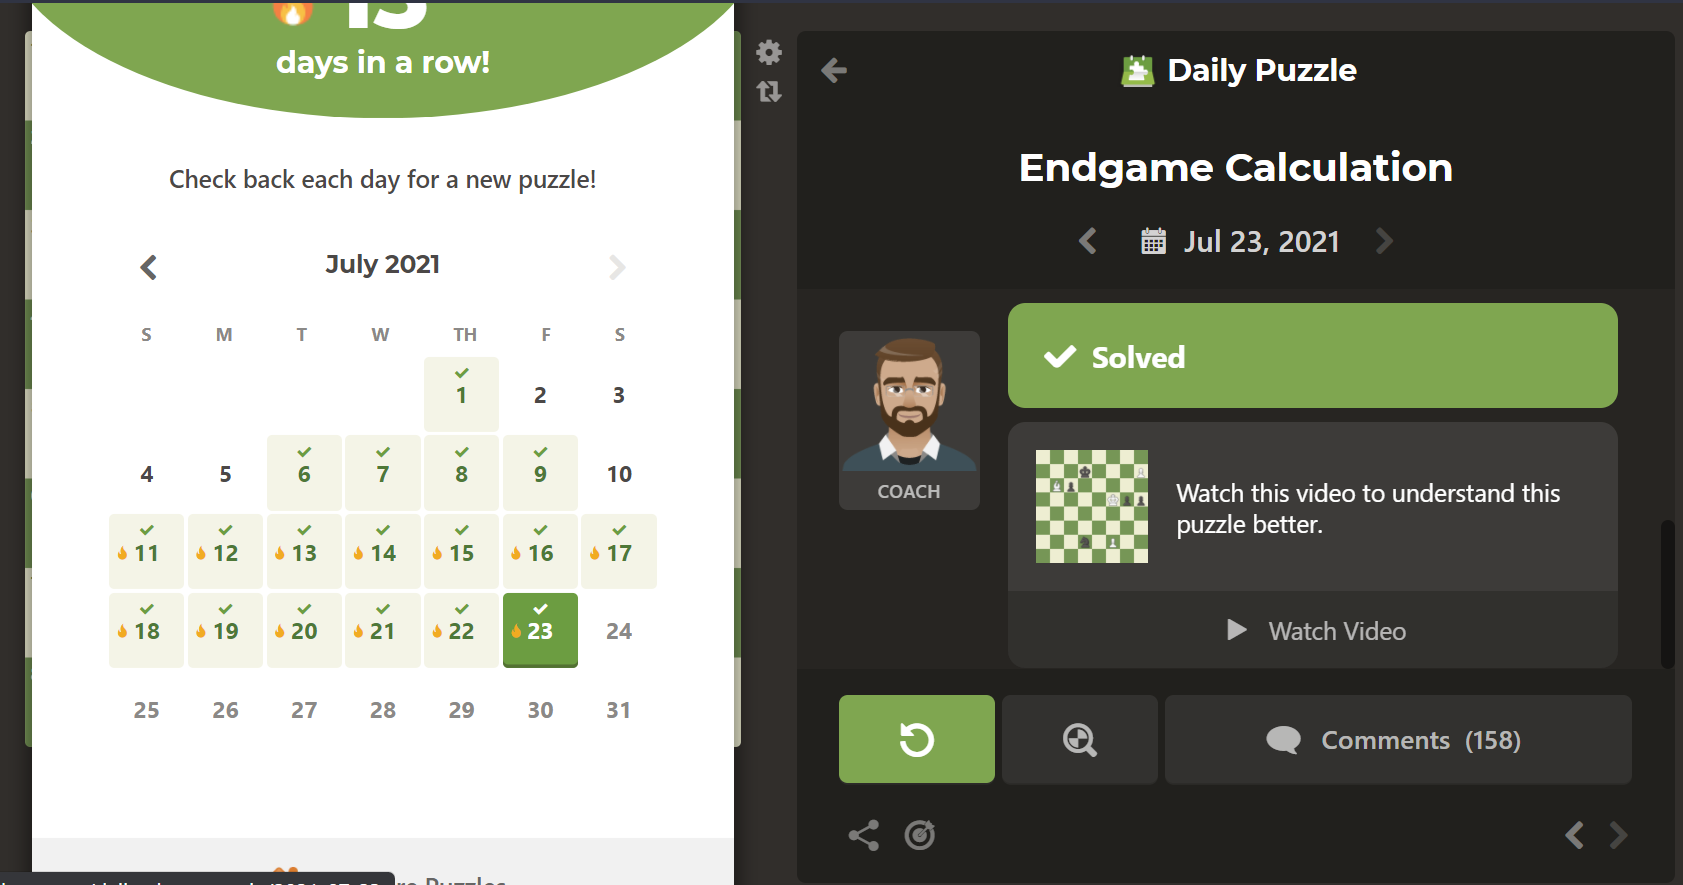 13
days in a row!
Check back each day for a new puzzle!
July 2021
S M T W TH F S
1 2 3
4 5 6 7 8 9 10
11 12 13 14 15 16 17
18 19 20 21 22 23 24
25 26 27 28 29 30 31
Puzzles
Daily Puzzle
Endgame Calculation
Jul 23, 2021
Solved
COACH
Watch this video to understand this
puzzle better.
Watch Video
Comments (158)